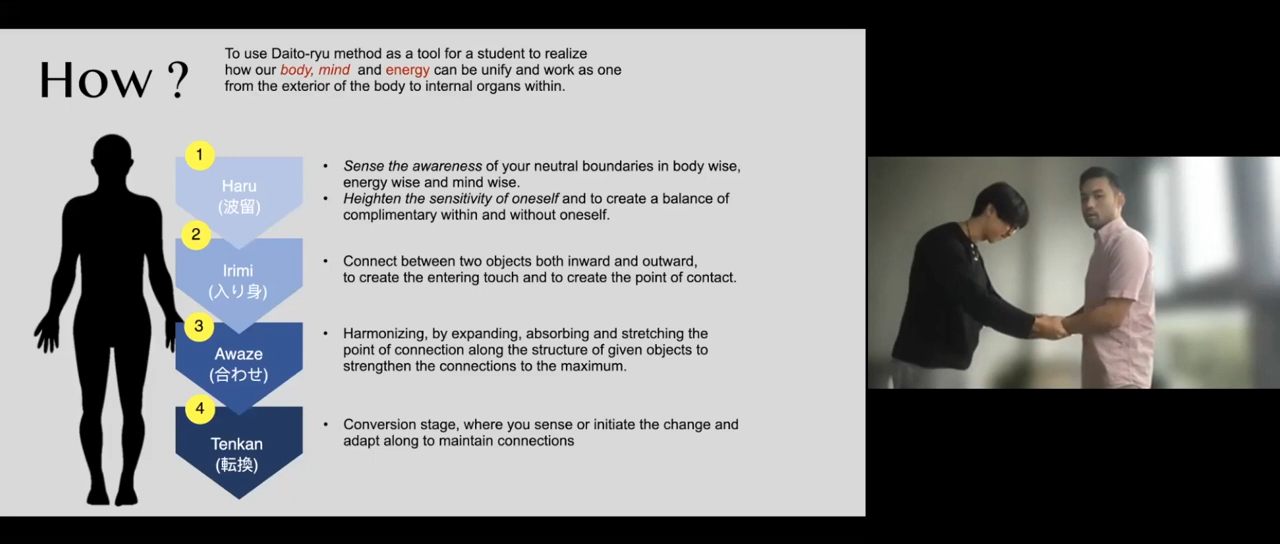 How ?
To use Daito-ryu method as a tool for a student to realize
how our body, mind and energy can be unify and work as one
from the exterior of the body to internal organs within.
1
Haru
(波留)
• Sense the awareness of your neutral boundaries in body wise,
energy wise and mind wise.
• Heighten the sensitivity of oneself and to create a balance of
complimentary within and without oneself.
2
Irimi
(入り身)
• Connect between two objects both inward and outward,
to create the entering touch and to create the point of contact.
3
Awaze
(合わせ)
• Harmonizing, by expanding, absorbing and stretching the
point of connection along the structure of given objects to
strengthen the connections to the maximum.
4
Tenkan
(転換)
• Conversion stage, where you sense or initiate the change and
adapt along to maintain connections